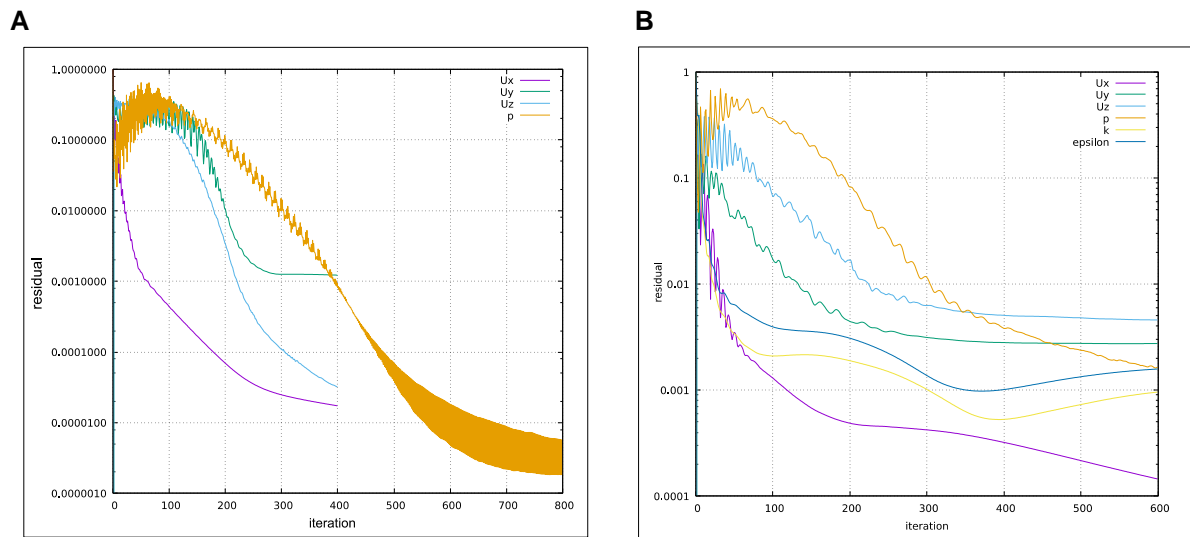 A
B
1.0000000
0.1000000
0.0100000
0.0010000
0.0001000
0.0000100
0.0000010
residual
0 100 200 300 400 500 600 700 800
iteration
Ux
Uy
Uz
p
1
0.1
0.01
0.001
0.0001
residual
0 100 200 300 400 500 600
iteration
Ux
Uy
Uz
p
k
epsilon